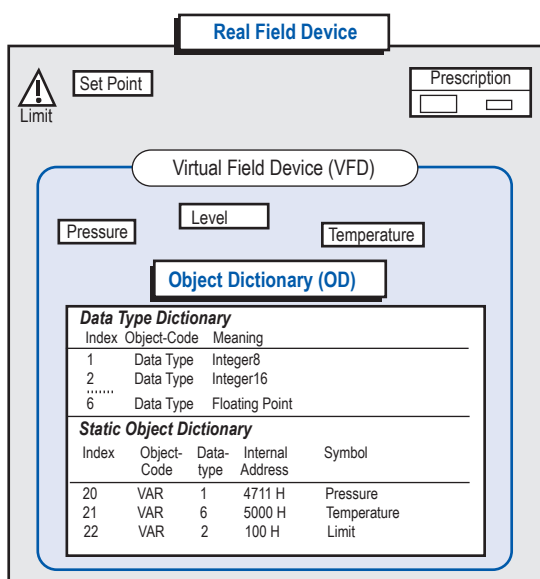 Real Field Device
Set Point
Prescription
Limit
Virtual Field Device (VFD)
Level
Pressure
Temperature
Object Dictionary (OD)
Data Type Dictionary
Index Object-Code Meaning
1 Data Type Integer8
2 Data Type Integer16
.......
6 Data Type Floating Point
Static Object Dictionary
Index Object- Data- Internal Symbol
Code type Address
20 VAR 1 4711 H Pressure
21 VAR 6 5000 H Temperature
22 VAR 2 100 H Limit